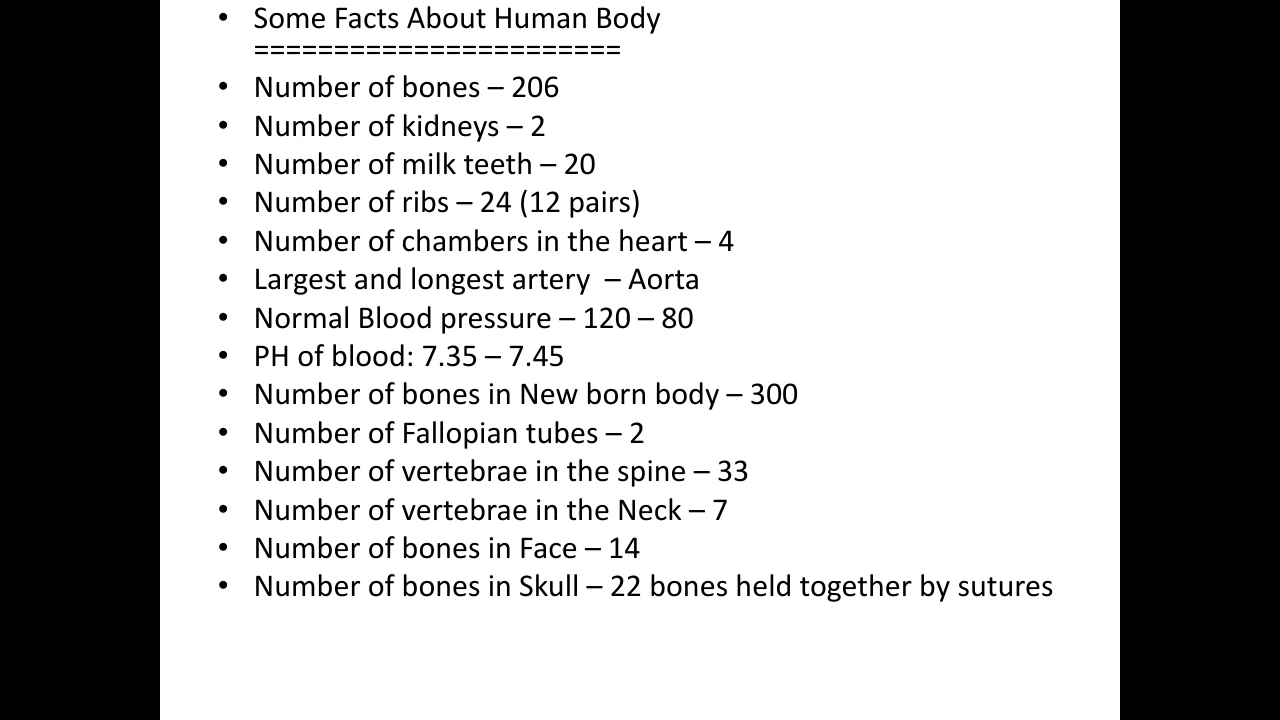 • Some Facts About Human Body
=======================
• Number of bones – 206
• Number of kidneys – 2
• Number of milk teeth – 20
• Number of ribs – 24 (12 pairs)
• Number of chambers in the heart – 4
• Largest and longest artery – Aorta
• Normal Blood pressure – 120 – 80
• PH of blood: 7.35 – 7.45
• Number of bones in New born body – 300
• Number of Fallopian tubes – 2
• Number of vertebrae in the spine – 33
• Number of vertebrae in the Neck – 7
• Number of bones in Face – 14
• Number of bones in Skull – 22 bones held together by sutures